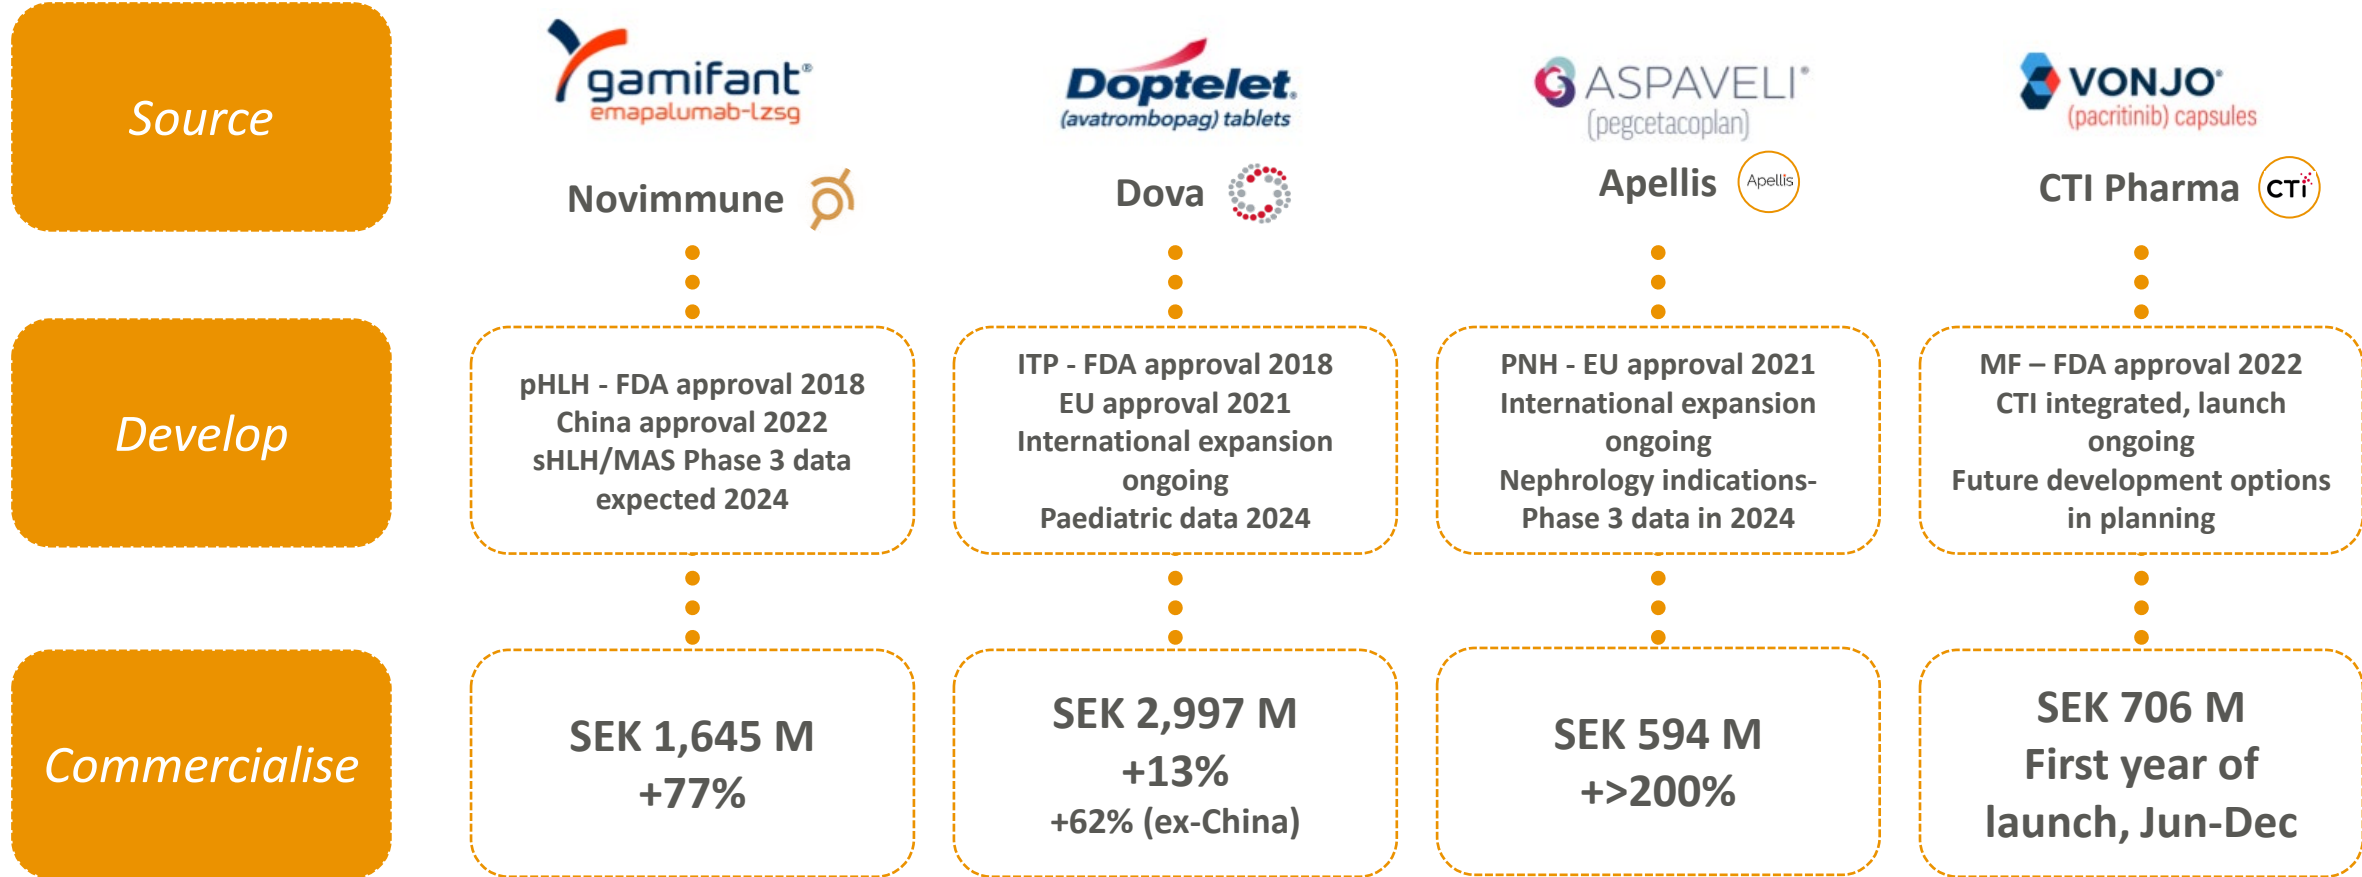 Source
gamifant®
emapalumab-lzsg
Novimmune
Doptelet®
(avatrombopag) tablets
Dova
ASPAVELI®
(pegcetacoplan)
Apellis
Apellis
VONJO®
(pacritinib) capsules
CTI Pharma
CTi
Develop
pHLH - FDA approval 2018
China approval 2022
sHLH/MAS Phase 3 data
expected 2024
ITP - FDA approval 2018
EU approval 2021
International expansion
ongoing
Paediatric data 2024
PNH - EU approval 2021
International expansion
ongoing
Nephrology indications-
Phase 3 data in 2024
MF – FDA approval 2022
CTI integrated, launch
ongoing
Future development options
in planning
Commercialise
SEK 1,645 M
+77%
SEK 2,997 M
+13%
+62% (ex-China)
SEK 594 M
+>200%
SEK 706 M
First year of
launch, Jun-Dec